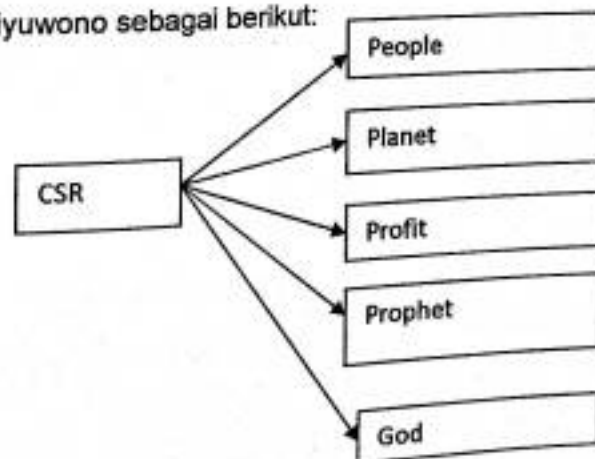 iyuwono sebagai berikut:
People
Planet
CSR
Profit
Prophet
God